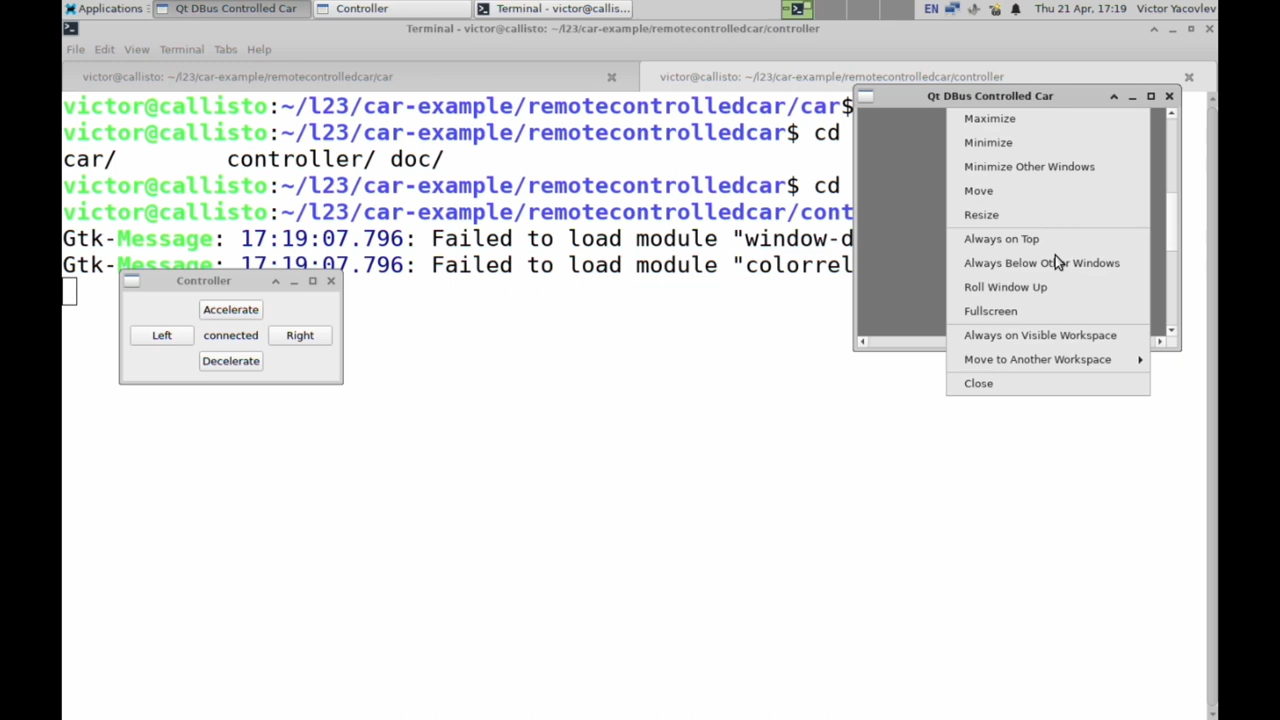 Applications
Qt DBus Controlled Car
Controller
Terminal - victor@callis...
EN
Thu 21 Apr, 17:19
Victor Yacovlev
Terminal - victor@callisto: ~/l23/car-example/remotecontrolledcar/controller
File Edit View Terminal Tabs Help
victor@callisto: ~/l23/car-example/remotecontrolledcar/car
victor@callisto: ~/l23/car-example/remotecontrolledcar/controller
victor@callisto:~/l23/car-example/remotecontrolledcar/car$
victor@callisto:~/l23/car-example/remotecontrolledcar$ cd
car/ controller/ doc/
victor@callisto:~/l23/car-example/remotecontrolledcar$ cd
victor@callisto:~/l23/car-example/remotecontrolledcar/cont
Gtk-Message: 17:19:07.796: Failed to load module "window-d
Gtk-Message: 17:19:07.796: Failed to load module "colorrel
Controller
Accelerate
Left connected Right
Decelerate
Qt DBus Controlled Car
Maximize
Minimize
Minimize Other Windows
Move
Resize
Always on Top
Always Below Other Windows
Roll Window Up
Fullscreen
Always on Visible Workspace
Move to Another Workspace
Close